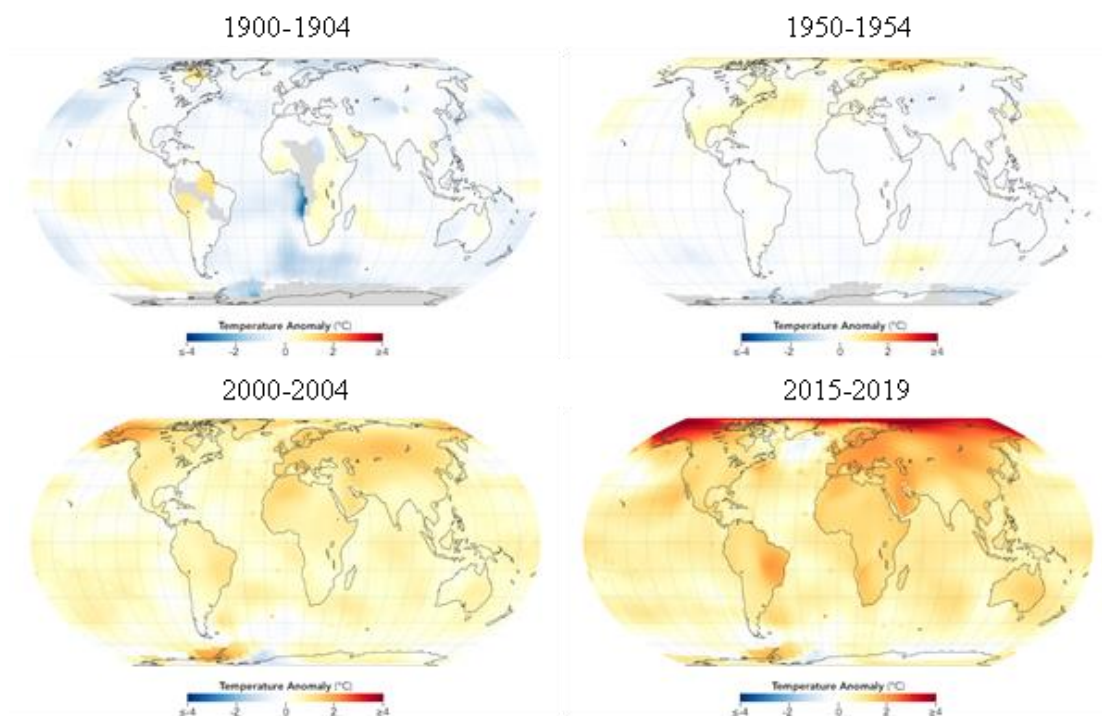 1900-1904
1950-1954
Temperature Anomaly (°C)
≤-4 -2 0 2 ≥4
Temperature Anomaly (°C)
≤-4 -2 0 2 ≥4
2000-2004
2015-2019
Temperature Anomaly (°C)
≤-4 -2 0 2 ≥4
Temperature Anomaly (°C)
≤-4 -2 0 2 ≥4